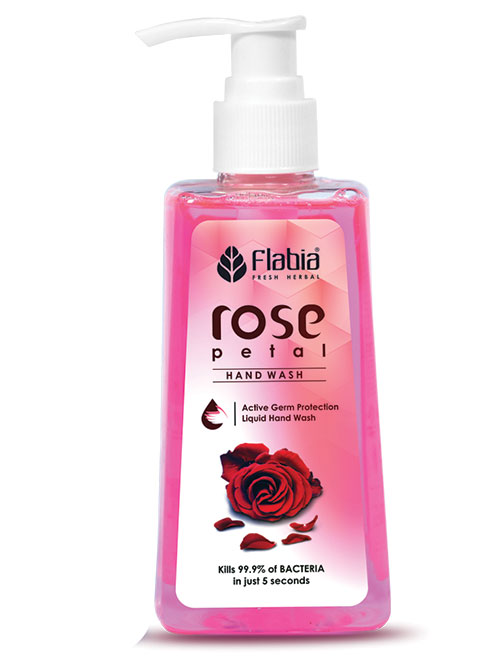 Flabia®
FRESH HERBAL
rose
petal
HAND WASH
Active Germ Protection
Liquid Hand Wash
Kills 99.9% of BACTERIA
in just 5 seconds